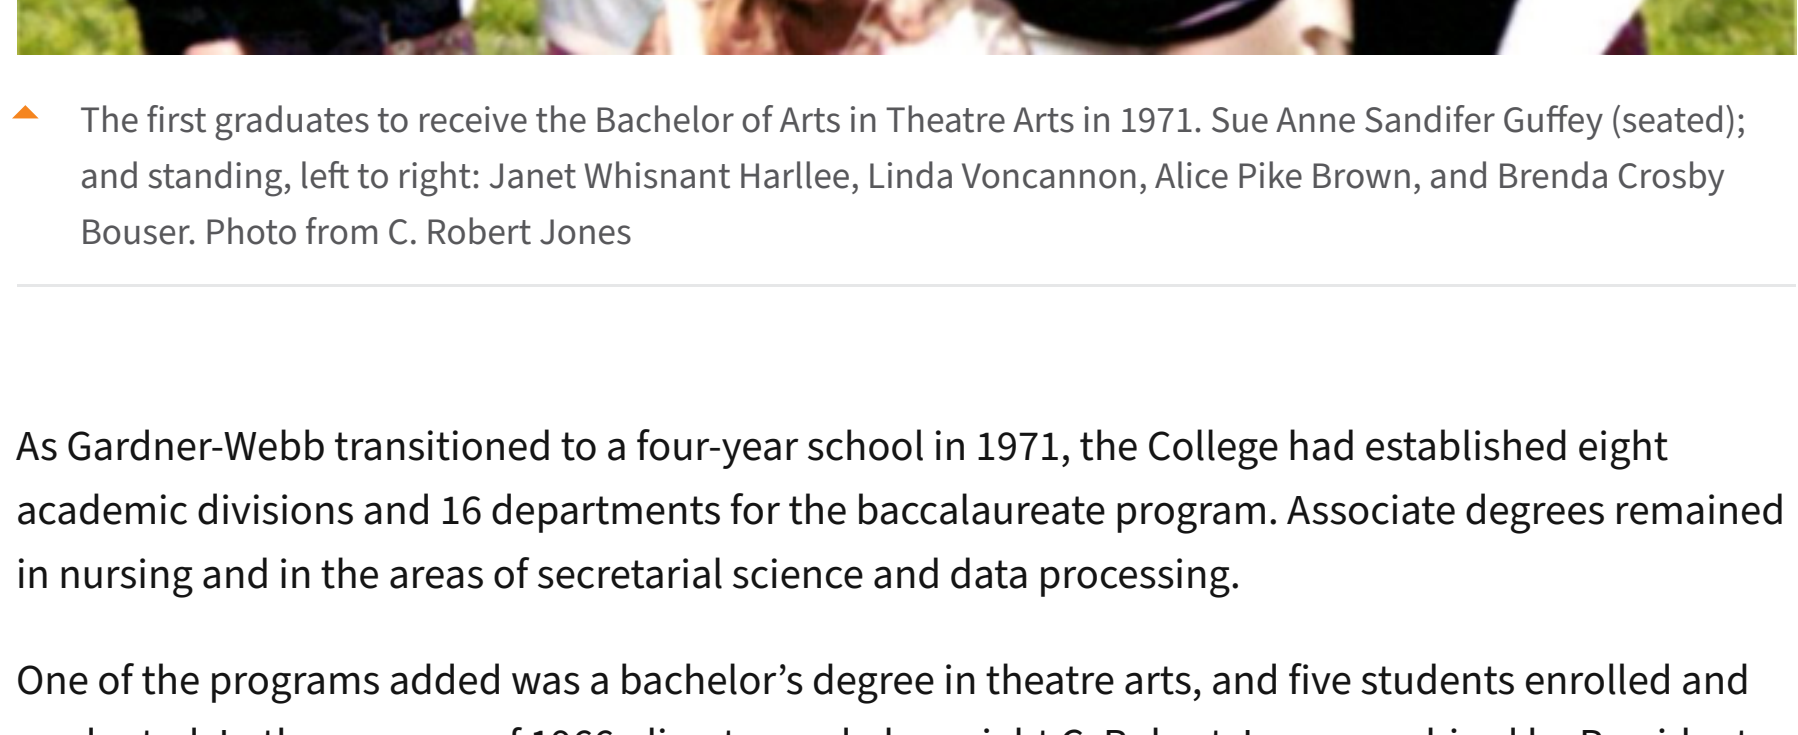 The first graduates to receive the Bachelor of Arts in Theatre Arts in 1971. Sue Anne Sandifer Guffey (seated);
and standing, left to right: Janet Whisnant Harllee, Linda Voncannon, Alice Pike Brown, and Brenda Crosby
Bouser. Photo from C. Robert Jones
As Gardner-Webb transitioned to a four-year school in 1971, the College had established eight
academic divisions and 16 departments for the baccalaureate program. Associate degrees remained
in nursing and in the areas of secretarial science and data processing.
One of the programs added was a bachelor’s degree in theatre arts, and five students enrolled and